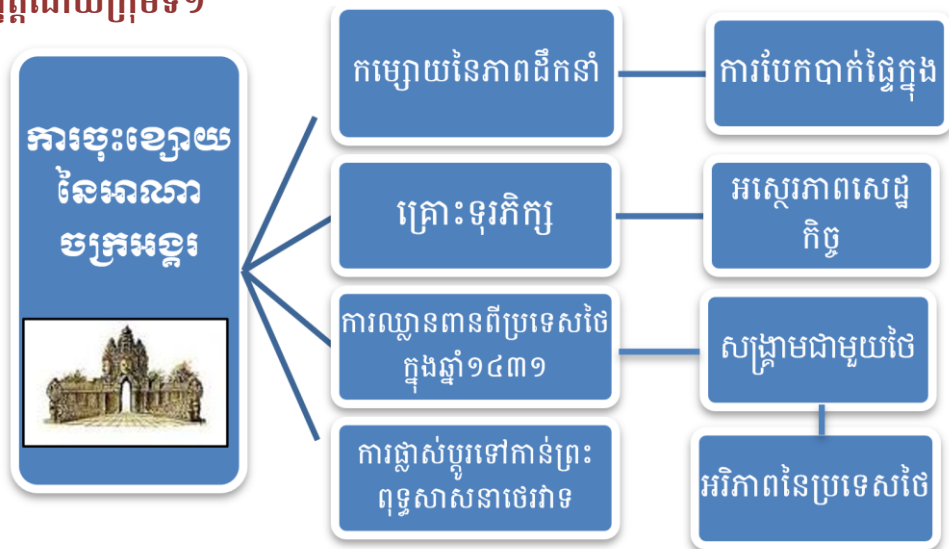 ការចុះខ្សោយ
នៃអាណា
ចក្រអង្គរ
កម្សោយនៃភាពដឹកនាំ
ការបែកបាក់ផ្ទៃក្នុង
គ្រោះទុរភិក្ស
អស្ថេរភាពសេដ្ឋ
កិច្ច
ការឈ្លានពានពីប្រទេសថៃ
ក្នុងឆ្នាំ១៤៣១
សង្គ្រាមជាមួយថៃ
ការផ្លាស់ប្ដូរទៅកាន់ព្រះ
ពុទ្ធសាសនាថេរវាទ
អរិភាពនៃប្រទេសថៃ